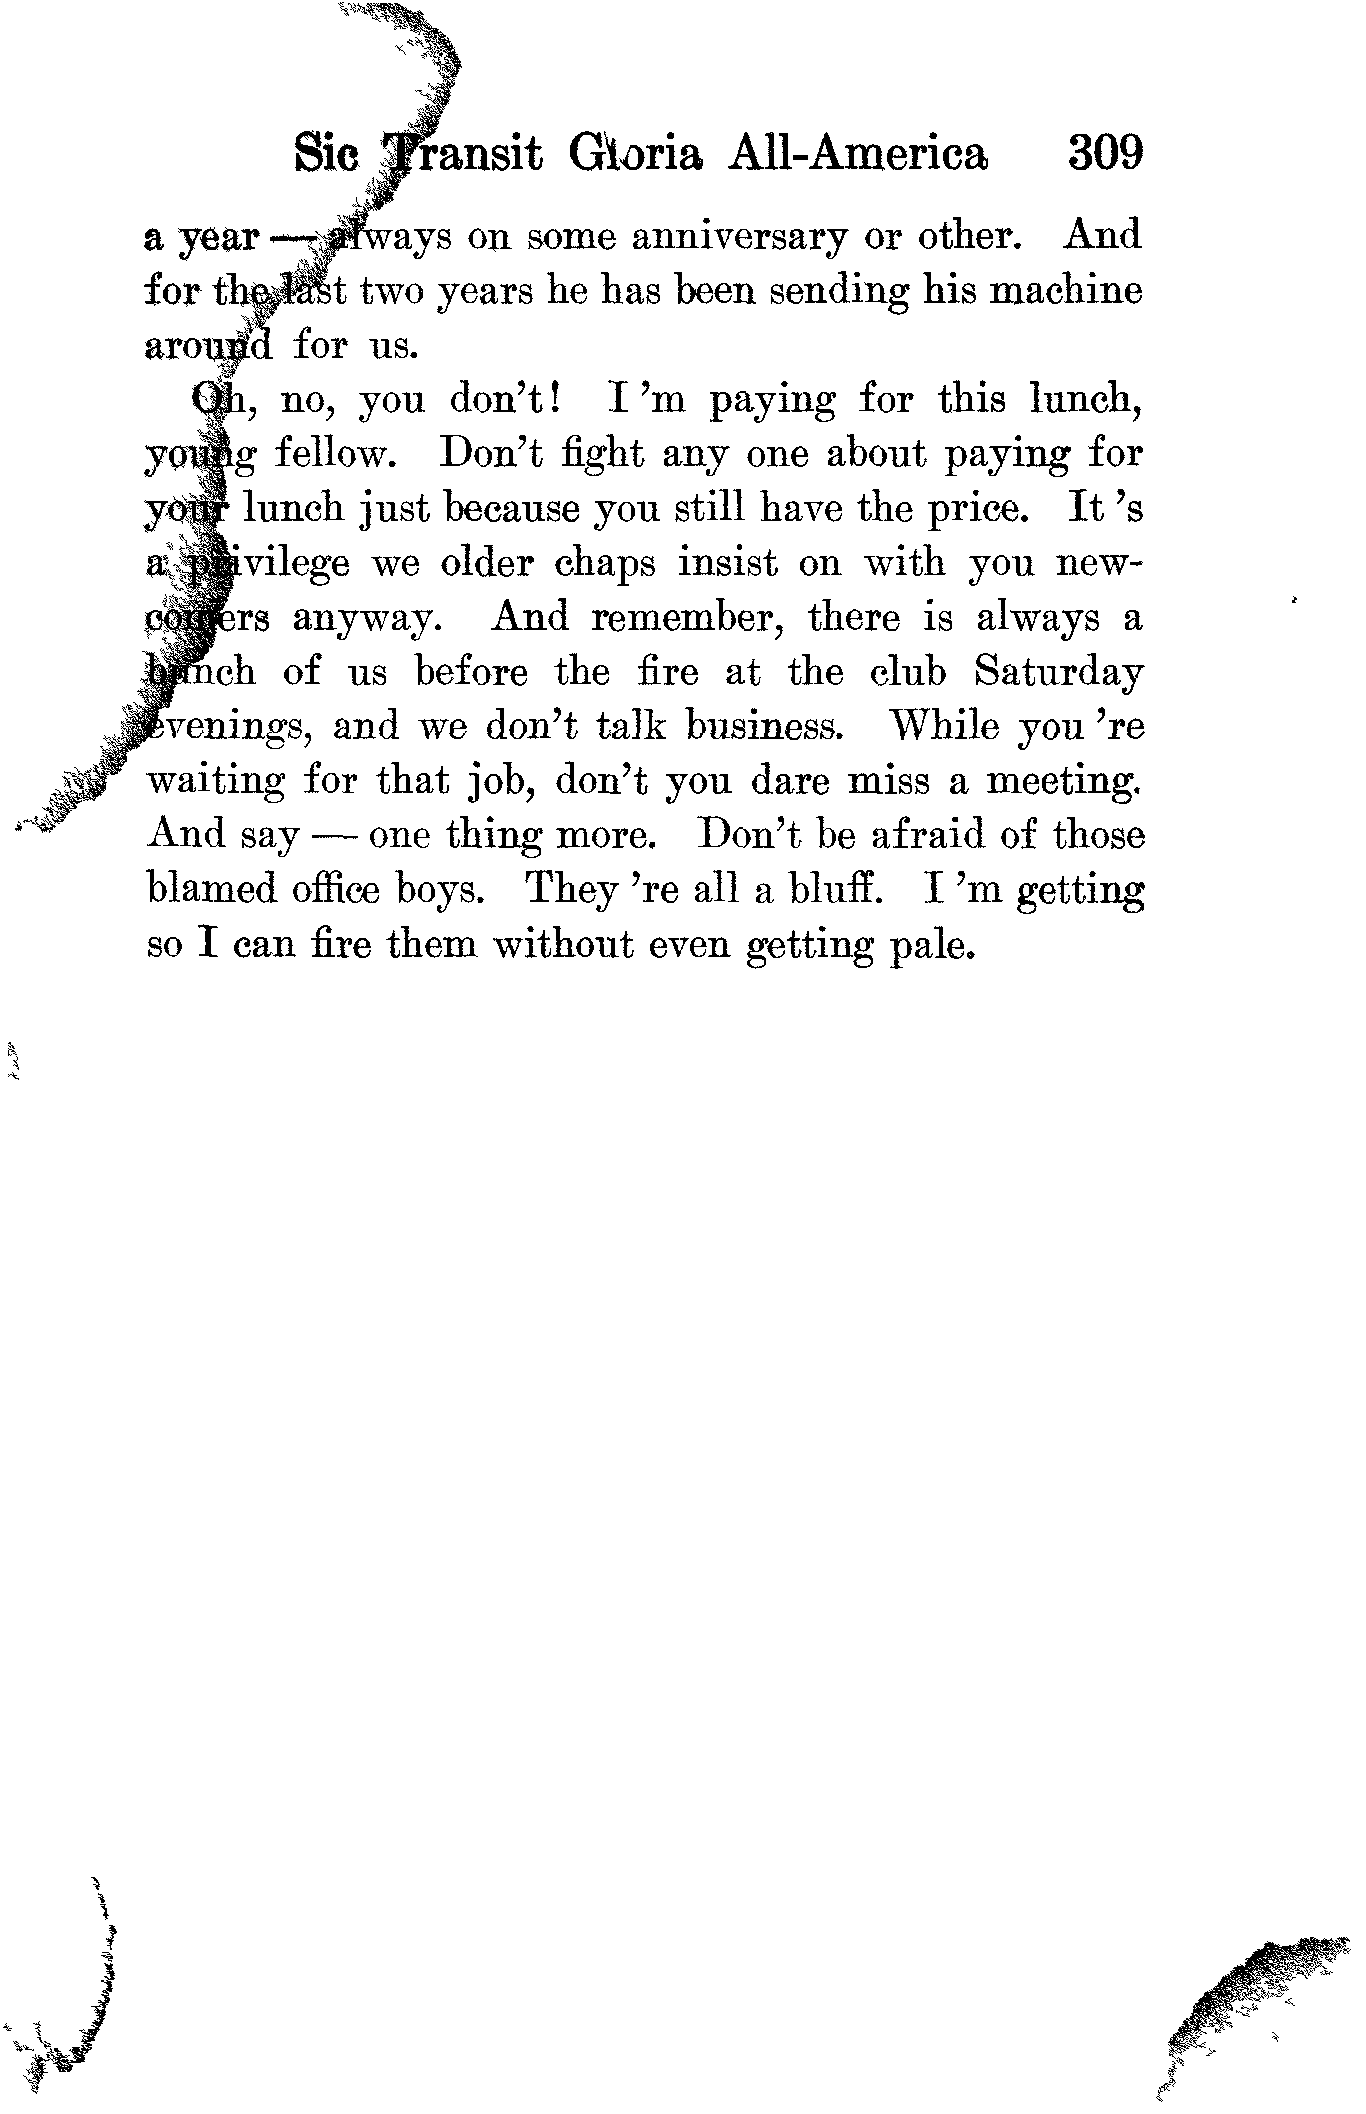 Sic Transit Gloria All-America 309
a year — always on some anniversary or other. And
for the last two years he has been sending his machine
around for us.
Oh, no, you don't! I 'm paying for this lunch,
young fellow. Don't fight any one about paying for
your lunch just because you still have the price. It 's
a privilege we older chaps insist on with you new-
comers anyway. And remember, there is always a
bunch of us before the fire at the club Saturday
evenings, and we don't talk business. While you 're
waiting for that job, don't you dare miss a meeting.
And say — one thing more. Don't be afraid of those
blamed office boys. They 're all a bluff. I 'm getting
so I can fire them without even getting pale.